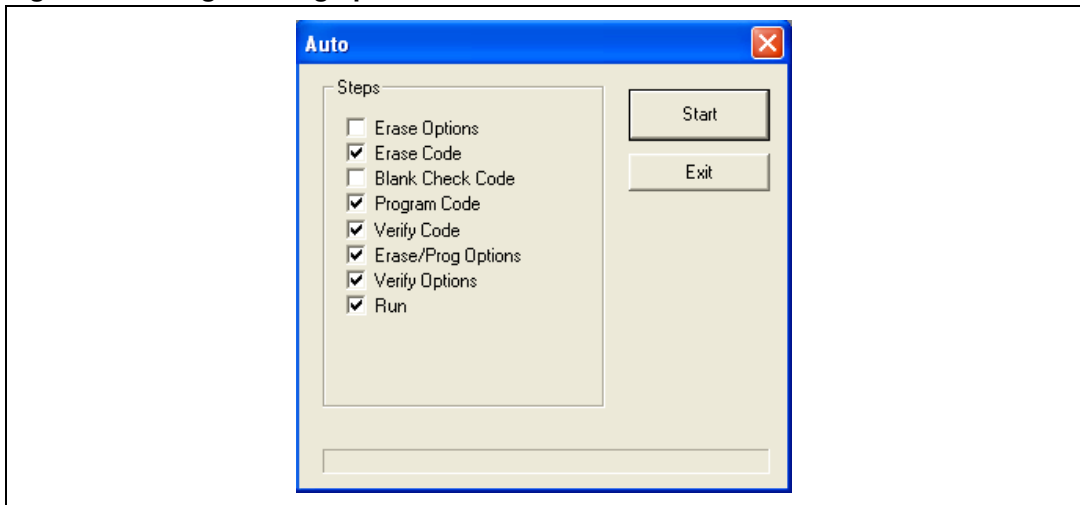 Auto
Steps
Erase Options
Erase Code
Blank Check Code
Program Code
Verify Code
Erase/Prog Options
Verify Options
Run
Start
Exit